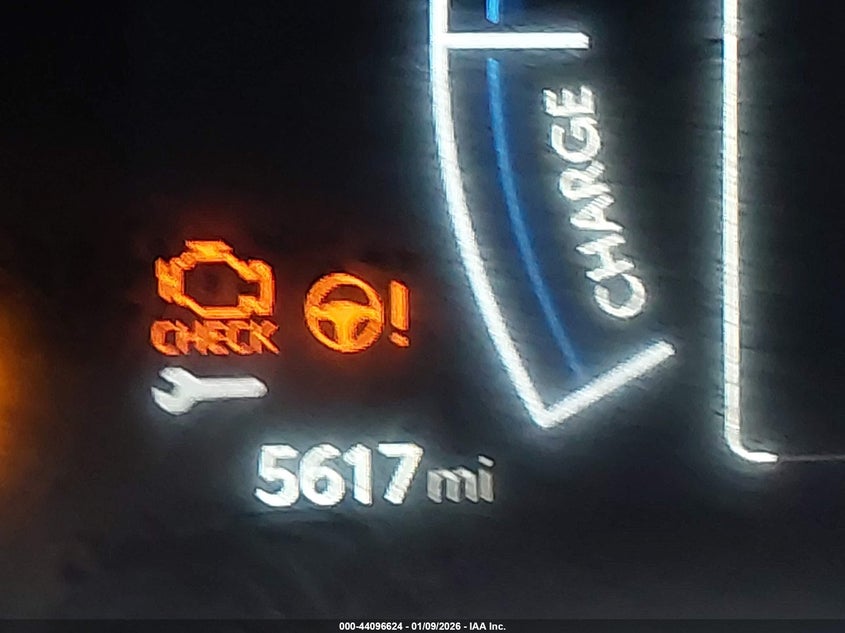 CHARGE
CHECK
5617 mi
000-44096624 - 01/09/2026 - IAA Inc.